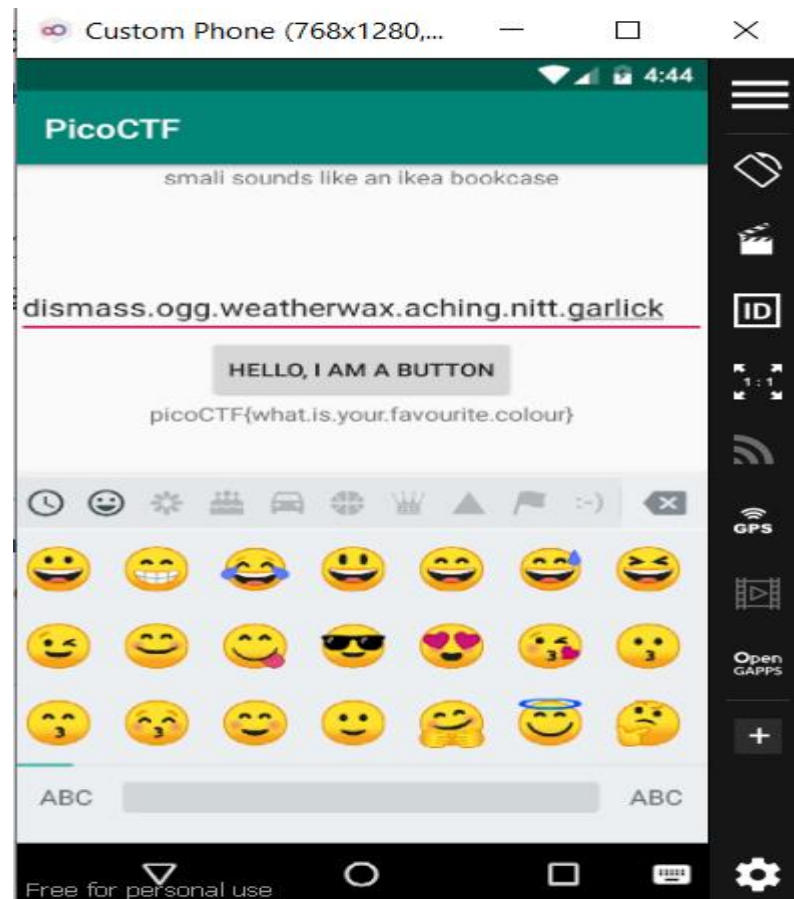 Custom Phone (768x1280,...
4:44
PicoCTF
smali sounds like an ikea bookcase
dismass.ogg.weatherwax.aching.nitt.garlick
HELLO, I AM A BUTTON
picoCTF{what.is.your.favourite.colour}
:-)
ABC ABC
Free for personal use
ID
1:1
GPS
Open
GAPPS